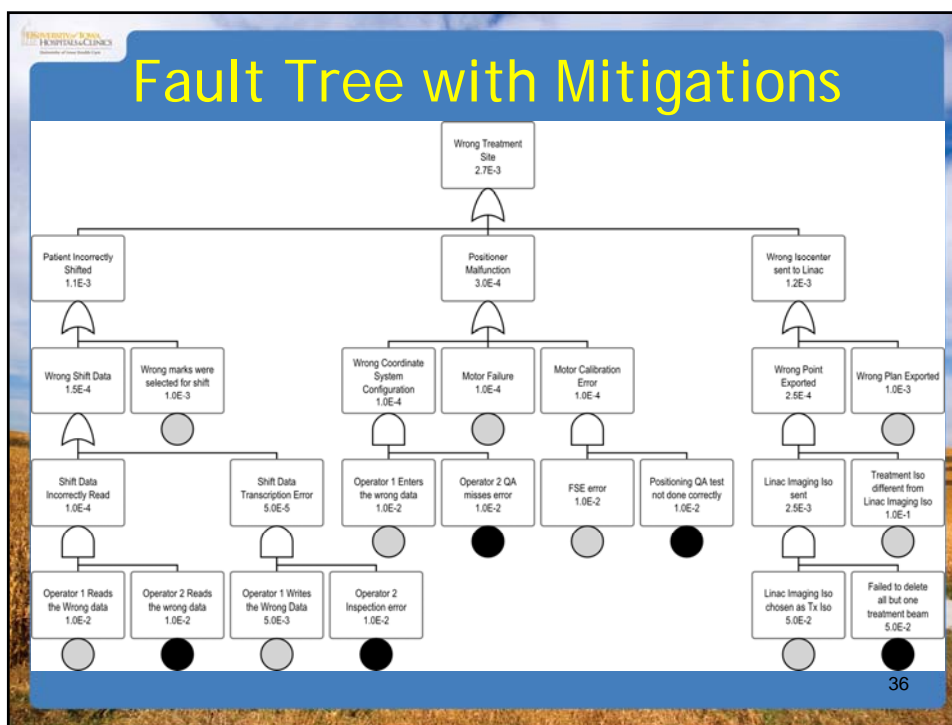 UNIVERSITY OF IOWA
HOSPITALS & CLINICS
University of Iowa Health Care
Fault Tree with Mitigations
Wrong Treatment
Site
2.7E-3
Patient Incorrectly
Shifted
1.1E-3
Positioner
Malfunction
3.0E-4
Wrong Isocenter
sent to Linac
1.2E-3
Wrong Shift Data
1.5E-4
Wrong marks were
selected for shift
1.0E-3
Wrong Coordinate
System
Configuration
1.0E-4
Motor Failure
1.0E-4
Motor Calibration
Error
1.0E-4
Wrong Point
Exported
2.5E-4
Wrong Plan Exported
1.0E-3
Shift Data
Incorrectly Read
1.0E-4
Shift Data
Transcription Error
5.0E-5
Operator 1 Enters
the wrong data
1.0E-2
Operator 2 QA
misses error
1.0E-2
FSE error
1.0E-2
Positioning QA test
not done correctly
1.0E-2
Linac Imaging Iso
sent
2.5E-3
Treatment Iso
different from
Linac Imaging Iso
1.0E-1
Operator 1 Reads
the Wrong data
1.0E-2
Operator 2 Reads
the wrong data
1.0E-2
Operator 1 Writes
the Wrong Data
5.0E-3
Operator 2
Inspection error
1.0E-2
Linac Imaging Iso
chosen as Tx Iso
5.0E-2
Failed to delete
all but one
treatment beam
5.0E-2
36